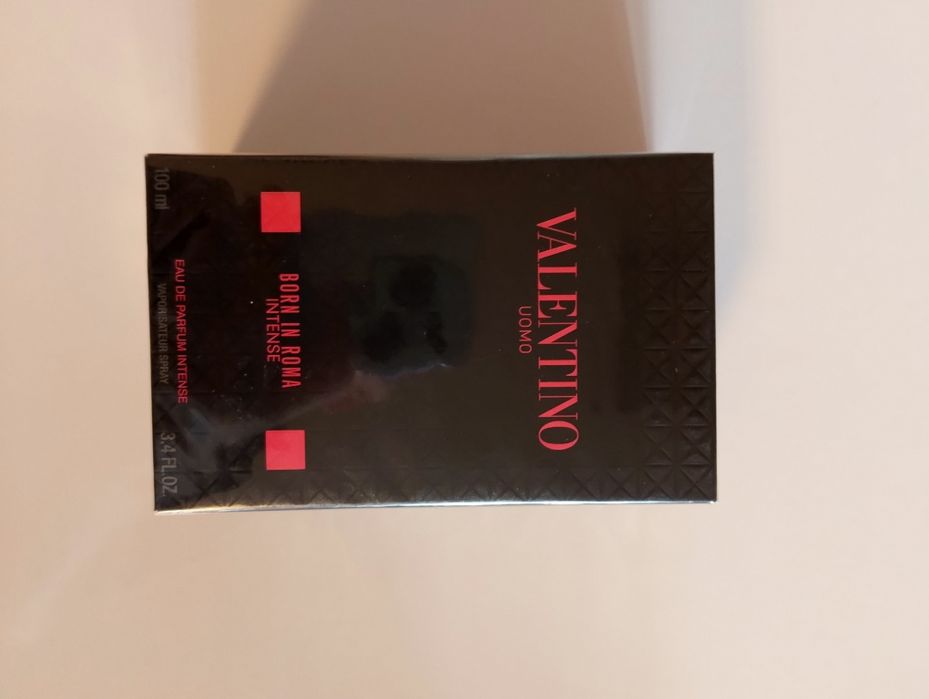 VALENTINO
UOMO
BORN IN ROMA
INTENSE
EAU DE PARFUM INTENSE
VAPORISATEUR SPRAY
100 ml
3.4 FL.OZ.